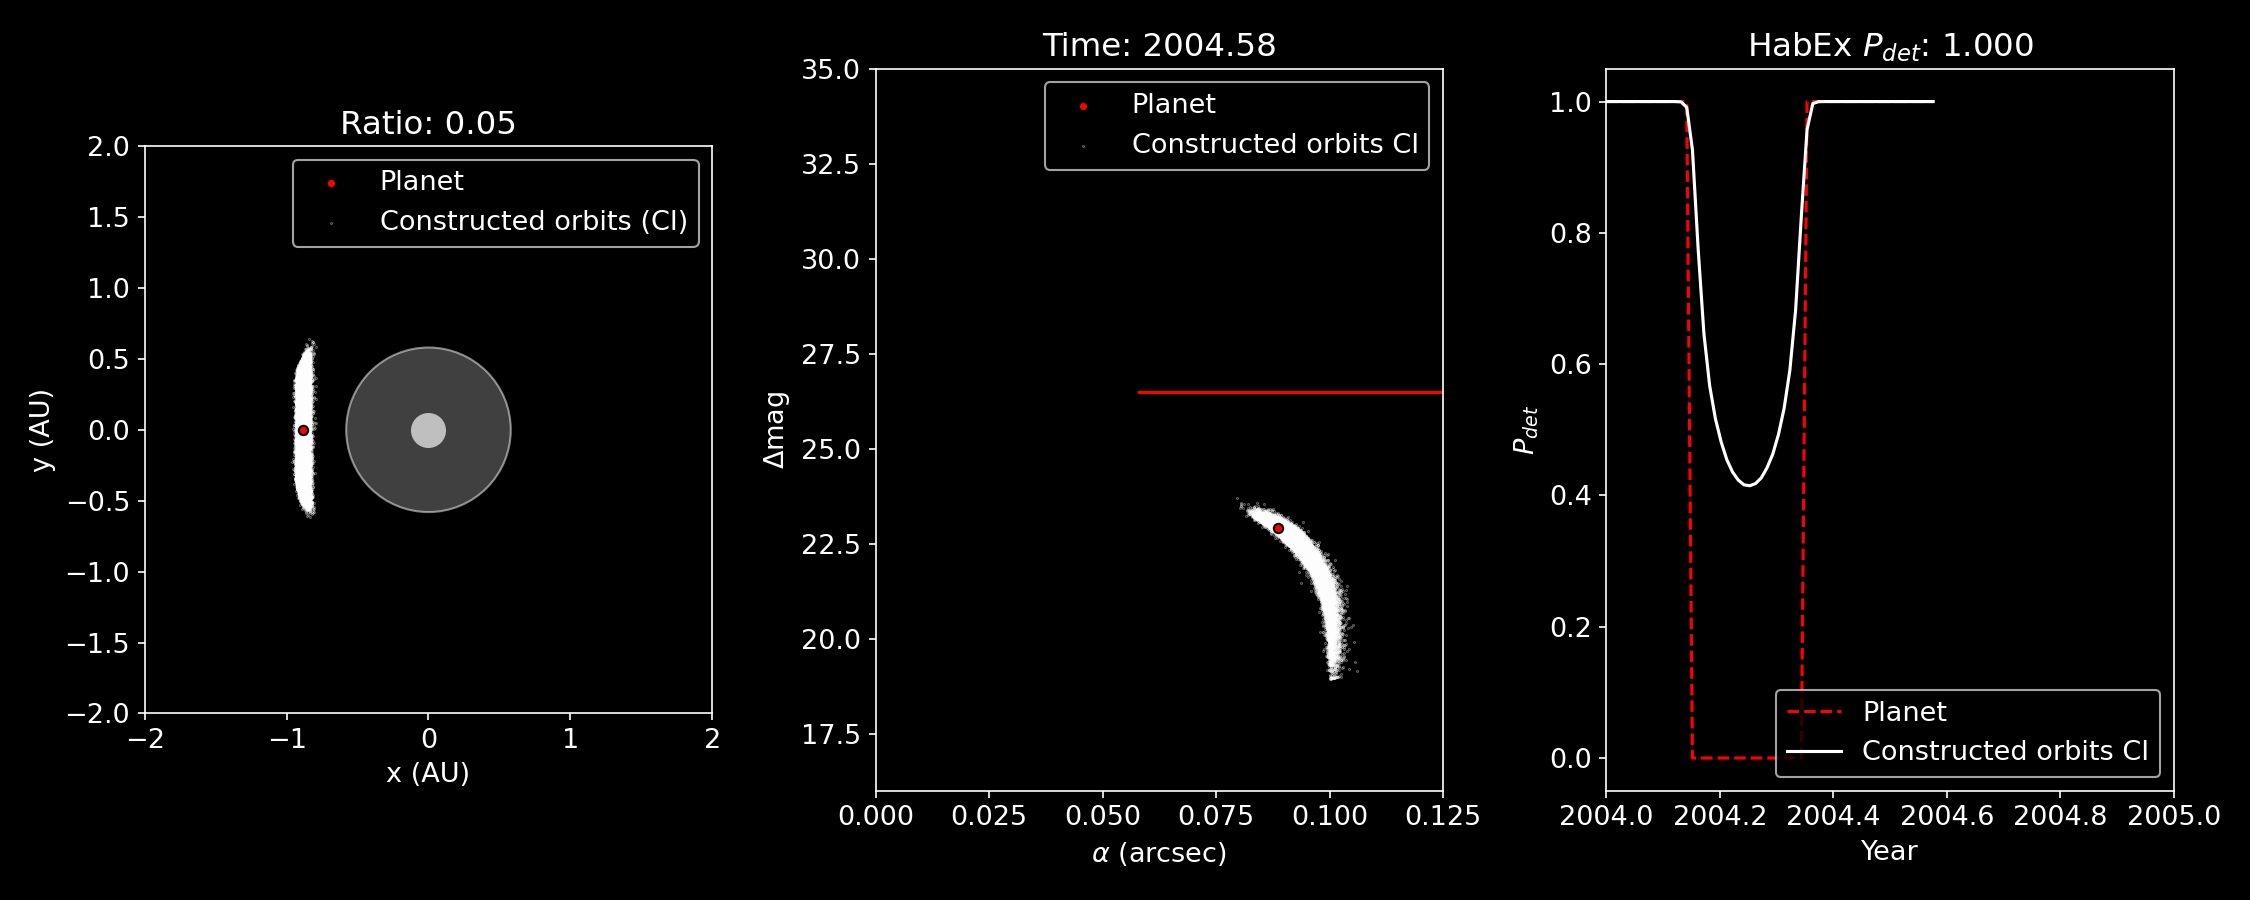 Ratio: 0.05
Planet
Constructed orbits (CI)
2.0
1.5
1.0
0.5
0.0
−0.5
−1.0
−1.5
−2.0
y (AU)
−2 −1 0 1 2
x (AU)
Time: 2004.58
Planet
Constructed orbits CI
35.0
32.5
30.0
27.5
25.0
22.5
20.0
17.5
Δmag
0.000 0.025 0.050 0.075 0.100 0.125
α (arcsec)
HabEx P_det: 1.000
1.0
0.8
0.6
0.4
0.2
0.0
P_det
Planet
Constructed orbits CI
2004.0 2004.2 2004.4 2004.6 2004.8 2005.0
Year